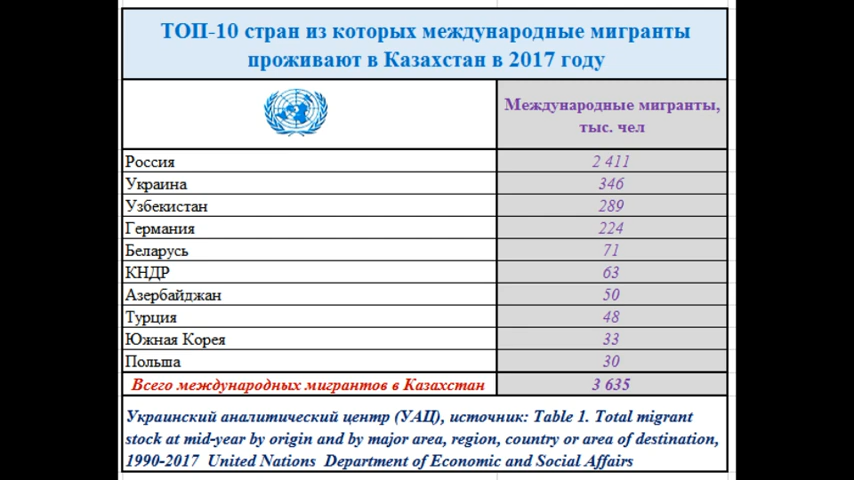 ТОП-10 стран из которых международные мигранты
проживают в Казахстан в 2017 году
Международные мигранты,
тыс. чел
Россия 2 411
Украина 346
Узбекистан 289
Германия 224
Беларусь 71
КНДР 63
Азербайджан 50
Турция 48
Южная Корея 33
Польша 30
Всего международных мигрантов в Казахстан 3 635
Украинский аналитический центр (УАЦ), источник: Table 1. Total migrant
stock at mid-year by origin and by major area, region, country or area of destination,
1990-2017 United Nations Department of Economic and Social Affairs